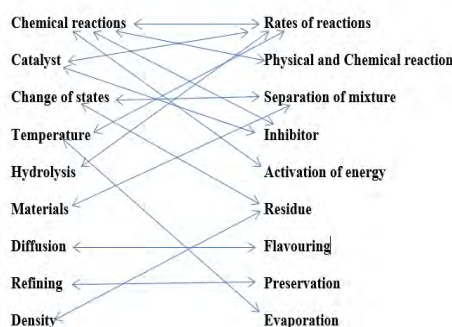 Chemical reactions Rates of reactions
Catalyst Physical and Chemical reaction
Change of states Separation of mixture
Temperature Inhibitor
Hydrolysis Activation of energy
Materials Residue
Diffusion Flavouring
Refining Preservation
Density Evaporation